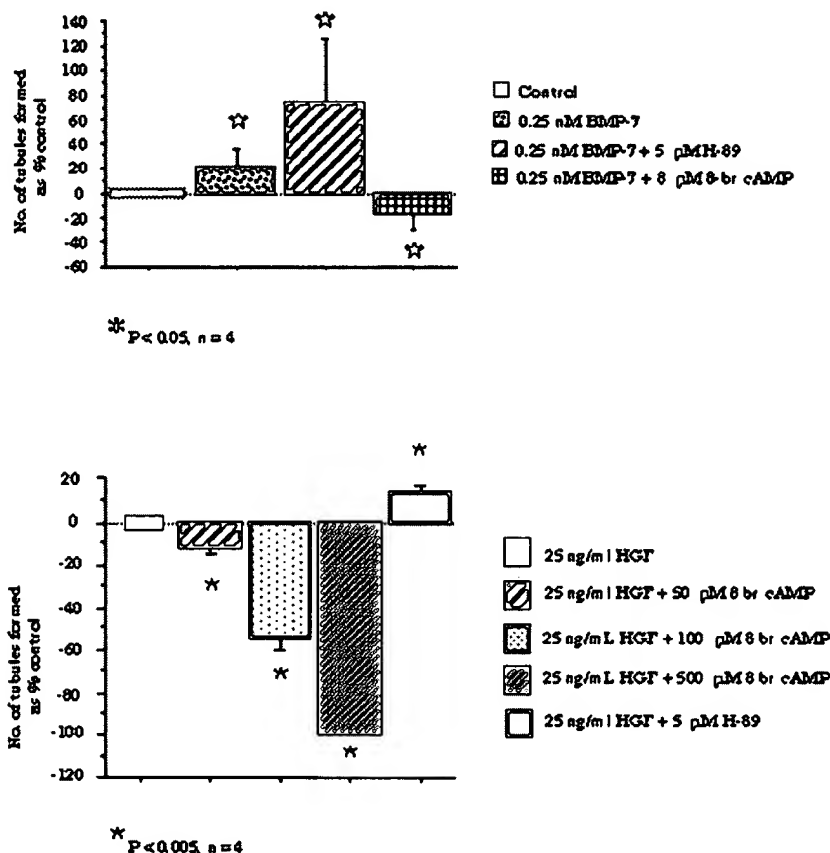 No. of tubules formed
as % control
140
120
100
80
60
40
20
0
-20
-40
-60
Control
0.25 nM BMP-7
0.25 nM BMP-7 + 5 µM H-89
0.25 nM BMP-7 + 8 µM 8-br cAMP
P < 0.05, n = 4
No. of tubules formed
as % control
20
0
-20
-40
-60
-80
-100
-120
25 ng/ml HGF
25 ng/ml HGF + 50 µM 8 br cAMP
25 ng/mL HGF + 100 µM 8 br cAMP
25 ng/mL HGF + 500 µM 8 br cAMP
25 ng/ml HGF + 5 µM H-89
* P < 0.005, n = 4